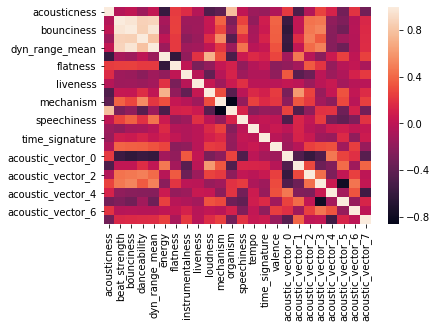 acousticness
bounciness
dyn_range_mean
flatness
liveness
mechanism
speechiness
time_signature
acoustic_vector_0
acoustic_vector_2
acoustic_vector_4
acoustic_vector_6
acousticness
beat_strength
bounciness
danceability
dyn_range_mean
energy
flatness
instrumentalness
liveness
loudness
mechanism
organism
speechiness
tempo
time_signature
valence
acoustic_vector_0
acoustic_vector_1
acoustic_vector_2
acoustic_vector_3
acoustic_vector_4
acoustic_vector_5
acoustic_vector_6
acoustic_vector_7
0.8
0.4
0.0
−0.4
−0.8